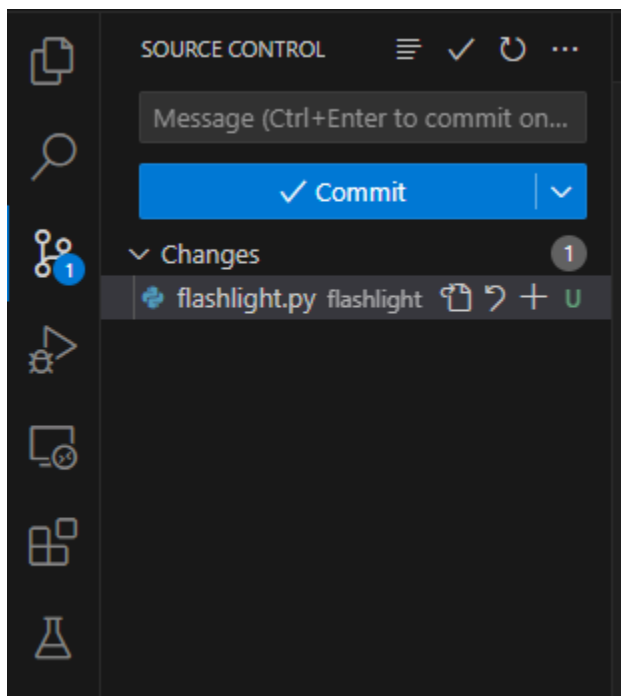 SOURCE CONTROL
Message (Ctrl+Enter to commit on...
Commit
Changes 1
1
flashlight.py flashlight U